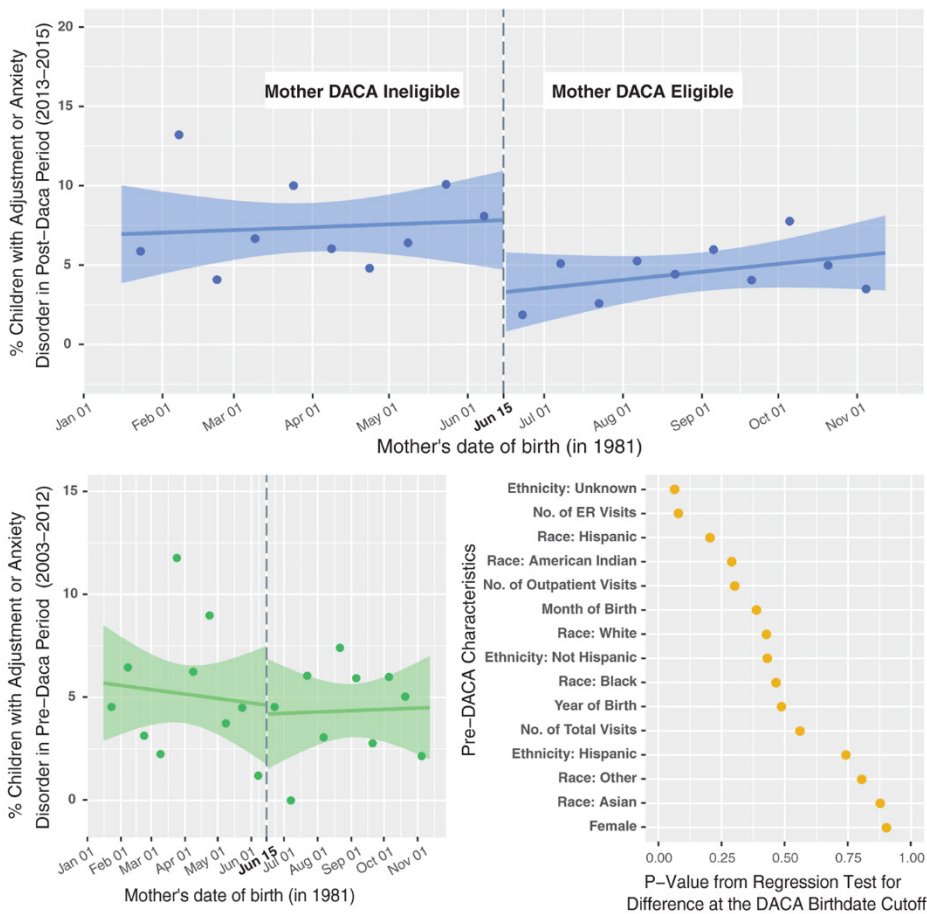 % Children with Adjustment or Anxiety
Disorder in Post−Daca Period (2013−2015)
20
15
10
5
0
Mother DACA Ineligible
Mother DACA Eligible
Jan 01
Feb 01
Mar 01
Apr 01
May 01
Jun 01
Jun 15
Jul 01
Aug 01
Sep 01
Oct 01
Nov 01
Mother's date of birth (in 1981)
% Children with Adjustment or Anxiety
Disorder in Pre−Daca Period (2003−2012)
15
10
5
0
Jan 01
Feb 01
Mar 01
Apr 01
May 01
Jun 01
Jun 15
Jul 01
Aug 01
Sep 01
Oct 01
Nov 01
Mother's date of birth (in 1981)
Pre−DACA Characteristics
Ethnicity: Unknown
No. of ER Visits
Race: Hispanic
Race: American Indian
No. of Outpatient Visits
Month of Birth
Race: White
Ethnicity: Not Hispanic
Race: Black
Year of Birth
No. of Total Visits
Ethnicity: Hispanic
Race: Other
Race: Asian
Female
0.00
0.25
0.50
0.75
1.00
P−Value from Regression Test for
Difference at the DACA Birthdate Cutoff